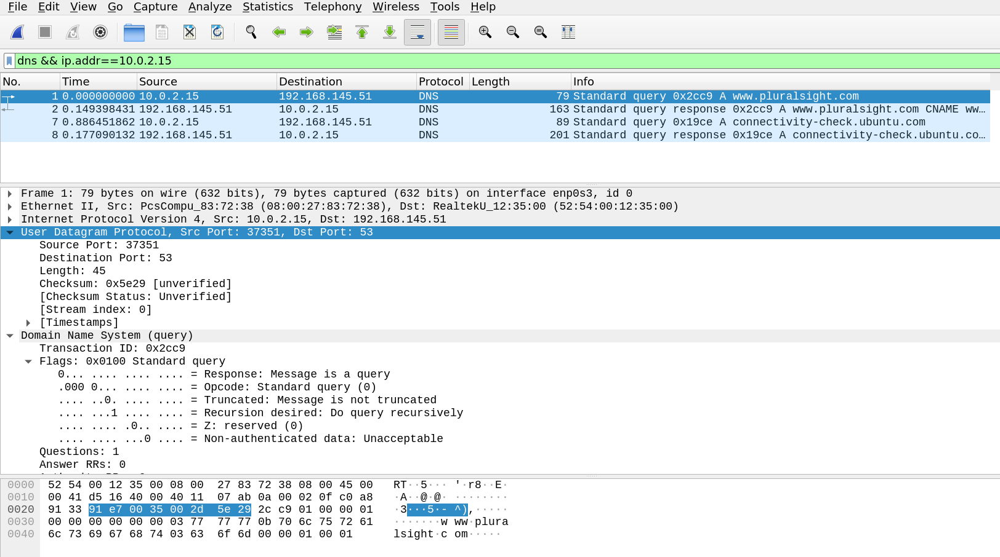 File Edit View Go Capture Analyze Statistics Telephony Wireless Tools Help
dns && ip.addr==10.0.2.15
No. Time Source Destination Protocol Length Info
1 0.000000000 10.0.2.15 192.168.145.51 DNS 79 Standard query 0x2cc9 A www.pluralsight.com
2 0.149398431 192.168.145.51 10.0.2.15 DNS 163 Standard query response 0x2cc9 A www.pluralsight.com CNAME ww…
7 0.886451862 10.0.2.15 192.168.145.51 DNS 89 Standard query 0x19ce A connectivity-check.ubuntu.com
8 0.177090132 192.168.145.51 10.0.2.15 DNS 201 Standard query response 0x19ce A connectivity-check.ubuntu.co…
Frame 1: 79 bytes on wire (632 bits), 79 bytes captured (632 bits) on interface enp0s3, id 0
Ethernet II, Src: PcsCompu_83:72:38 (08:00:27:83:72:38), Dst: RealtekU_12:35:00 (52:54:00:12:35:00)
Internet Protocol Version 4, Src: 10.0.2.15, Dst: 192.168.145.51
User Datagram Protocol, Src Port: 37351, Dst Port: 53
Source Port: 37351
Destination Port: 53
Length: 45
Checksum: 0x5e29 [unverified]
[Checksum Status: Unverified]
[Stream index: 0]
[Timestamps]
Domain Name System (query)
Transaction ID: 0x2cc9
Flags: 0x0100 Standard query
0... .... .... .... = Response: Message is a query
.000 0... .... .... = Opcode: Standard query (0)
.... ..0. .... .... = Truncated: Message is not truncated
.... ...1 .... .... = Recursion desired: Do query recursively
.... .... .0.. .... = Z: reserved (0)
.... .... ...0 .... = Non-authenticated data: Unacceptable
Questions: 1
Answer RRs: 0
0000 52 54 00 12 35 00 08 00 27 83 72 38 08 00 45 00 RT··5··· '·r8··E·
0010 00 41 d5 16 40 00 40 11 07 ab 0a 00 02 0f c0 a8 ·A··@·@· ········
0020 91 33 91 e7 00 35 00 2d 5e 29 2c c9 01 00 00 01 ·3···5·- ^),·····
0030 00 00 00 00 00 00 03 77 77 77 0b 70 6c 75 72 61 ·······w ww·plura
0040 6c 73 69 67 68 74 03 63 6f 6d 00 00 01 00 01 lsight·c om·····